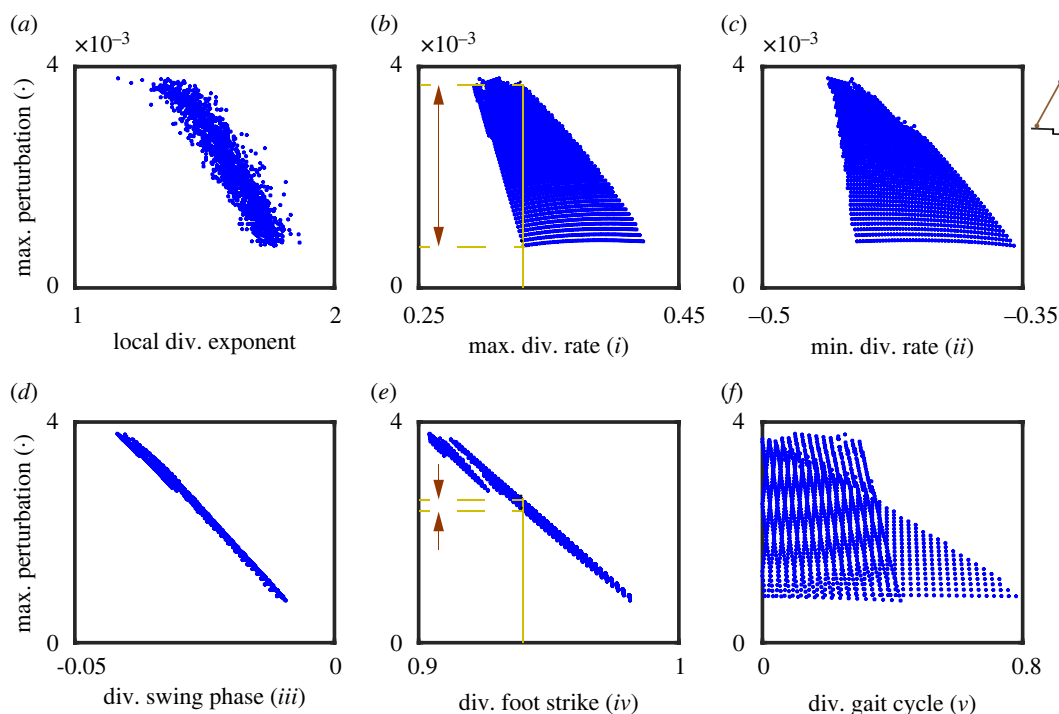 (a)
×10–3
4
max. perturbation (·)
0
1
2
local div. exponent
(b)
×10–3
4
0
0.25
0.45
max. div. rate (i)
(c)
×10–3
4
0
–0.5
–0.35
min. div. rate (ii)
(d)
4
max. perturbation (·)
0
-0.05
0
div. swing phase (iii)
(e)
4
0
0.9
1
div. foot strike (iv)
(f)
4
0
0
0.8
div. gait cycle (v)